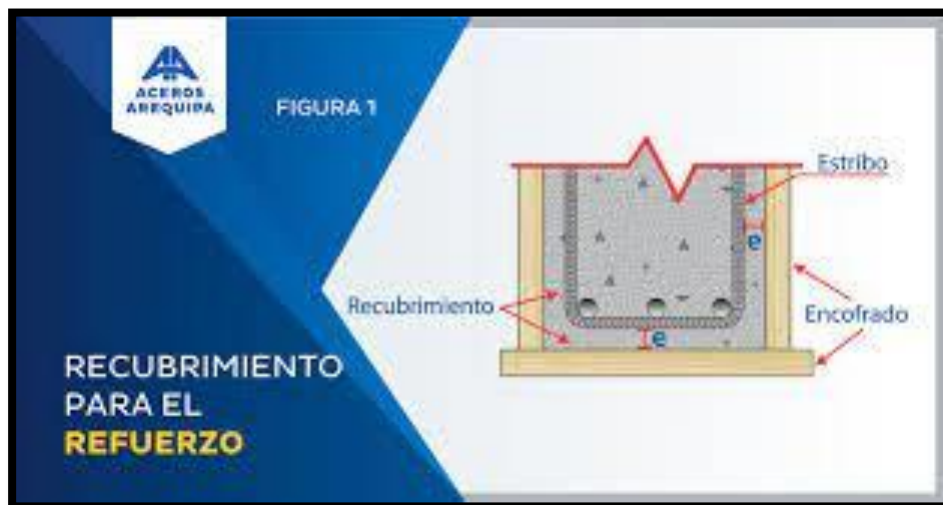 ACEROS
AREQUIPA
FIGURA 1
Estribo
e
Recubrimiento
Encofrado
e
RECUBRIMIENTO
PARA EL
REFUERZO